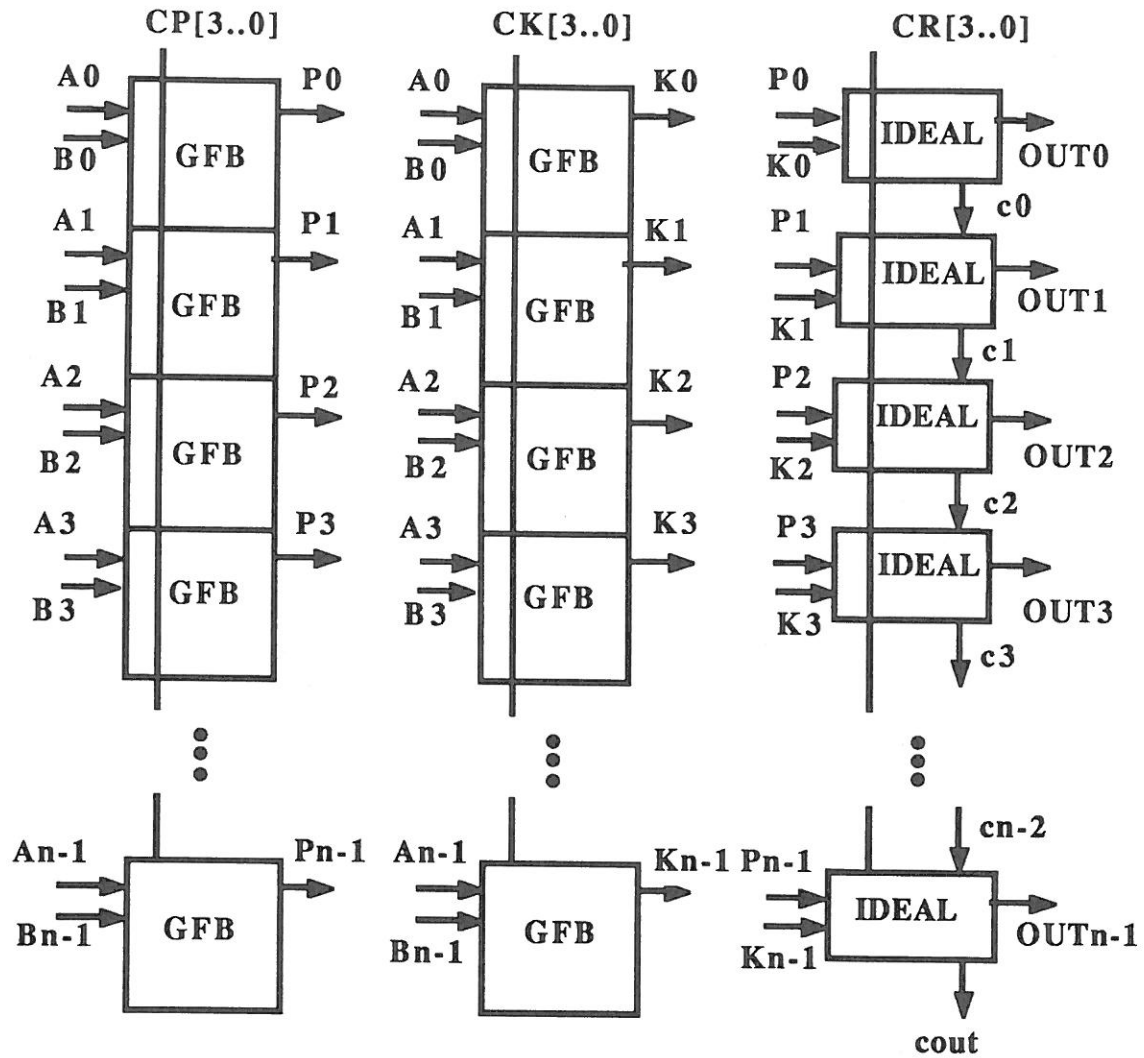 CP[3..0]
A0
P0
B0
GFB
A1
P1
B1
GFB
A2
P2
B2
GFB
A3
P3
B3
GFB
An-1
Pn-1
Bn-1
GFB
CK[3..0]
A0
K0
B0
GFB
A1
K1
B1
GFB
A2
K2
B2
GFB
A3
K3
B3
GFB
An-1
Kn-1
Bn-1
GFB
CR[3..0]
P0
IDEAL
K0
OUT0
c0
P1
IDEAL
K1
OUT1
c1
P2
IDEAL
K2
OUT2
c2
P3
IDEAL
K3
OUT3
c3
cn-2
Pn-1
IDEAL
Kn-1
OUTn-1
cout